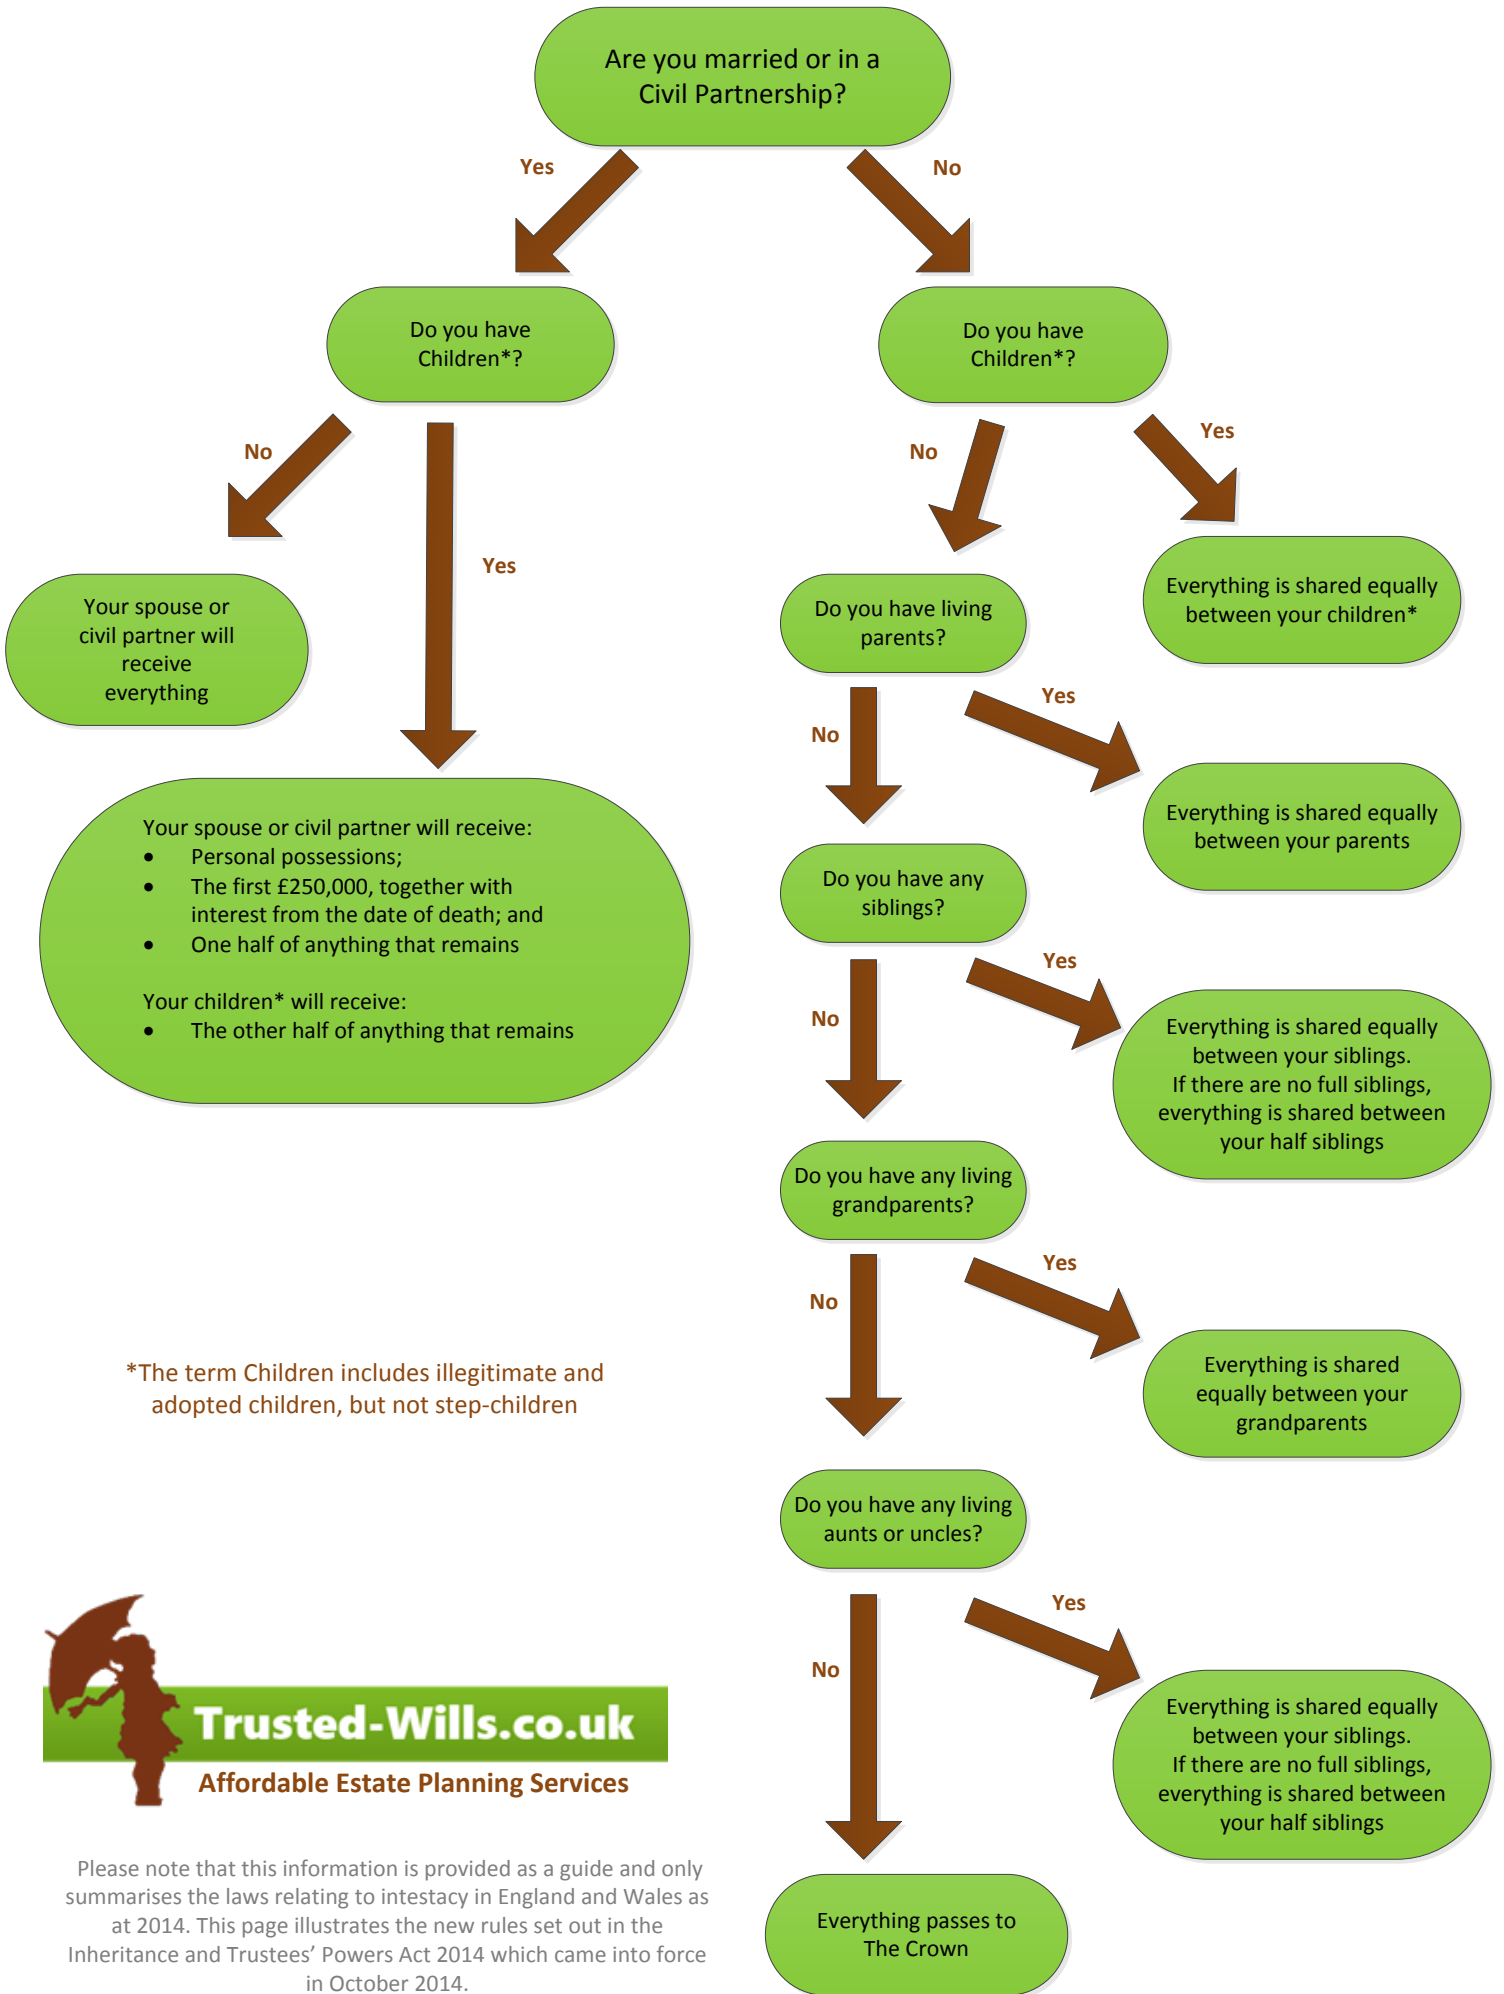 Are you married or in a
Civil Partnership?
Yes
No
Do you have
Children*?
Do you have
Children*?
No
Yes
No
Yes
Your spouse or
civil partner will
receive
everything
Your spouse or civil partner will receive:
• Personal possessions;
• The first £250,000, together with
interest from the date of death; and
• One half of anything that remains
Your children* will receive:
• The other half of anything that remains
Everything is shared equally
between your children*
Do you have living
parents?
No
Yes
Everything is shared equally
between your parents
Do you have any
siblings?
No
Yes
Everything is shared equally
between your siblings.
If there are no full siblings,
everything is shared between
your half siblings
Do you have any living
grandparents?
No
Yes
Everything is shared
equally between your
grandparents
Do you have any living
aunts or uncles?
No
Yes
Everything is shared equally
between your siblings.
If there are no full siblings,
everything is shared between
your half siblings
Everything passes to
The Crown
*The term Children includes illegitimate and
adopted children, but not step-children
Trusted-Wills.co.uk
Affordable Estate Planning Services
Please note that this information is provided as a guide and only
summarises the laws relating to intestacy in England and Wales as
at 2014. This page illustrates the new rules set out in the
Inheritance and Trustees’ Powers Act 2014 which came into force
in October 2014.